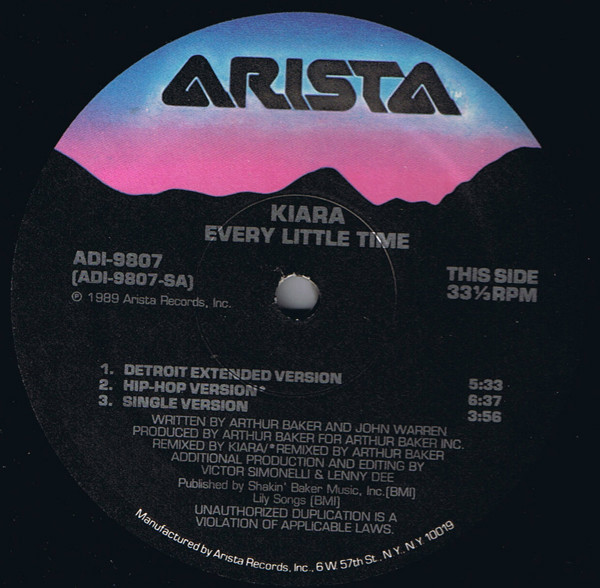 ARISTA
KIARA
EVERY LITTLE TIME
ADI-9807
(ADI-9807-SA)
℗ 1989 Arista Records, Inc.
THIS SIDE
33⅓RPM
1. DETROIT EXTENDED VERSION 5:33
2. HIP-HOP VERSION* 6:37
3. SINGLE VERSION 3:56
WRITTEN BY ARTHUR BAKER AND JOHN WARREN
PRODUCED BY ARTHUR BAKER FOR ARTHUR BAKER INC.
REMIXED BY KIARA/*REMIXED BY ARTHUR BAKER
ADDITIONAL PRODUCTION AND EDITING BY
VICTOR SIMONELLI & LENNY DEE
Published by Shakin' Baker Music, Inc.(BMI)
Lily Songs (BMI)
UNAUTHORIZED DUPLICATION IS A
VIOLATION OF APPLICABLE LAWS.
Manufactured by Arista Records, Inc., 6 W. 57th St., N.Y., N.Y. 10019